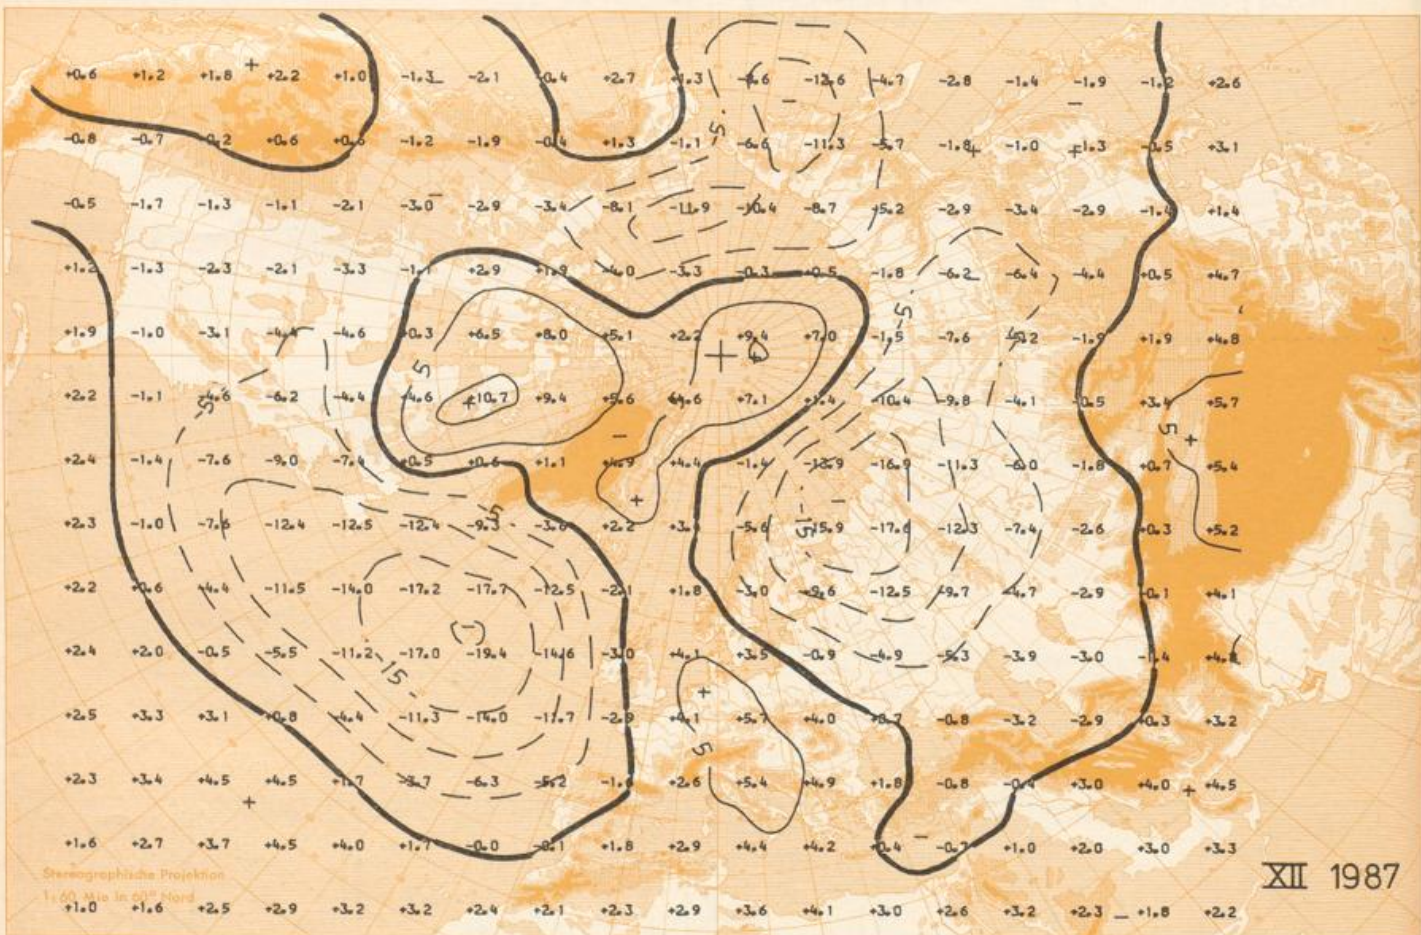 +0.6 +1.2 +1.8 +2.2 +1.0 -1.3 -2.1 -0.4 +2.7 +1.3 -7.6 -12.6 -4.7 -2.8 -1.4 -1.9 -1.2 +2.6
-0.8 -0.7 -0.2 +0.6 +0.6 -1.2 -1.9 -0.4 +1.3 -1.1 -6.6 -11.3 -5.7 -1.8 -1.0 -1.3 -0.5 +3.1
-5
-0.5 -1.7 -1.3 -1.1 -2.1 -3.0 -2.9 -3.4 -8.1 -11.9 -10.4 -8.7 -5.2 -2.9 -3.4 -2.9 -1.4 +1.4
+1.2 -1.3 -2.3 -2.1 -3.3 -1.1 +2.9 +1.9 -4.0 -3.3 -0.3 +0.5 -1.8 -6.2 -6.4 -4.4 +0.5 +4.7
-5
+1.9 -1.0 -3.1 -4.4 -4.6 +0.3 +6.5 +8.0 +5.1 +2.2 +9.4 +7.0 -1.5 -7.6 -5.2 -1.9 +1.9 +4.8
5
+2.2 -1.1 -4.6 -6.2 -4.4 +4.6 +10.7 +9.4 +5.6 +4.6 +7.1 +1.4 -10.4 -9.8 -4.1 -0.5 +3.4 +5.7
-5
5
+2.4 -1.4 -7.6 -9.0 -7.4 +0.5 +0.6 +1.1 +4.9 +4.4 -1.4 -13.9 -16.9 -11.3 -6.0 -1.8 +0.7 +5.4
+2.3 -1.0 -7.6 -12.4 -12.5 -12.4 -9.3 -3.6 +2.2 -5.6 -15.9 -17.6 -12.3 -7.4 -2.6 +0.3 +5.2
-5
-15
+2.2 +0.6 -4.4 -11.5 -14.0 -17.2 -17.7 -12.5 -2.1 +1.8 -3.0 -9.6 -12.5 -9.7 -4.7 -2.9 -0.1 +4.1
+2.4 +2.0 -0.5 -5.5 -11.2 -17.0 -19.4 -14.6 -3.0 +4.1 +3.5 -0.9 -4.9 -5.3 -3.9 -3.0 -1.4
-15
+2.5 +3.3 +3.1 +0.8 -4.4 -11.3 -14.0 -11.7 -2.9 +4.1 +5.7 +4.0 +0.7 -0.8 -3.2 -2.9 +0.3 +3.2
5
+2.3 +3.4 +4.5 +4.5 +1.7 -3.7 -6.3 -5.2 -1.6 +2.6 +5.4 +4.9 +1.8 -0.8 -0.4 +3.0 +4.0 +4.5
+1.6 +2.7 +3.7 +4.5 +4.0 +1.7 -0.0 -0.1 +1.8 +2.9 +4.4 +4.2 +0.4 -0.7 +1.0 +2.0 +3.0 +3.3
Stereographische Projektion
1:60 Mio in 60° Nord
XII 1987
+1.0 +1.6 +2.5 +2.9 +3.2 +3.2 +2.4 +2.1 +2.3 +2.9 +3.6 +4.1 +3.0 +2.6 +3.2 +2.3 +1.8 +2.2